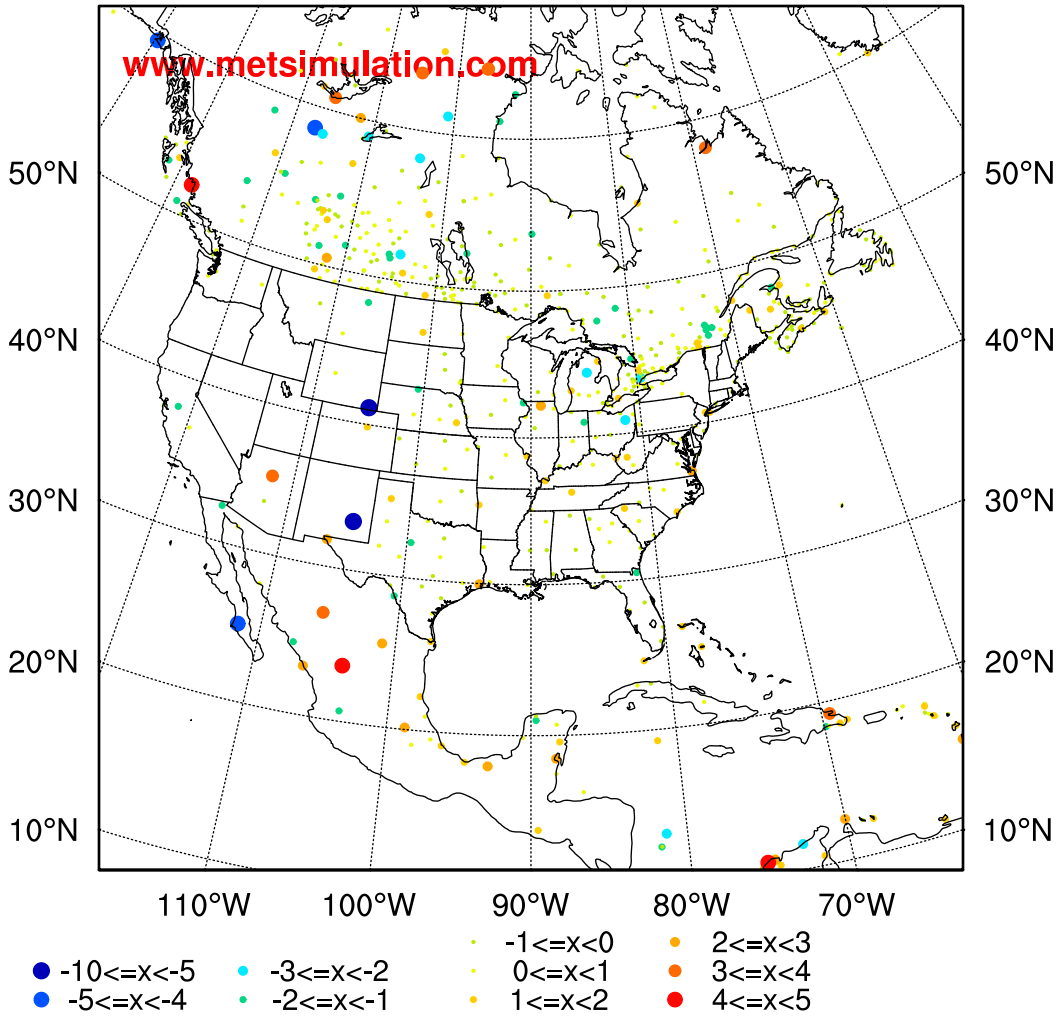 www.metsimulation.com
50°N 50°N
40°N 40°N
30°N 30°N
20°N 20°N
10°N 10°N
110°W 100°W 90°W 80°W 70°W
-1<=x<0 2<=x<3
-10<=x<-5 -3<=x<-2 0<=x<1 3<=x<4
-5<=x<-4 -2<=x<-1 1<=x<2 4<=x<5